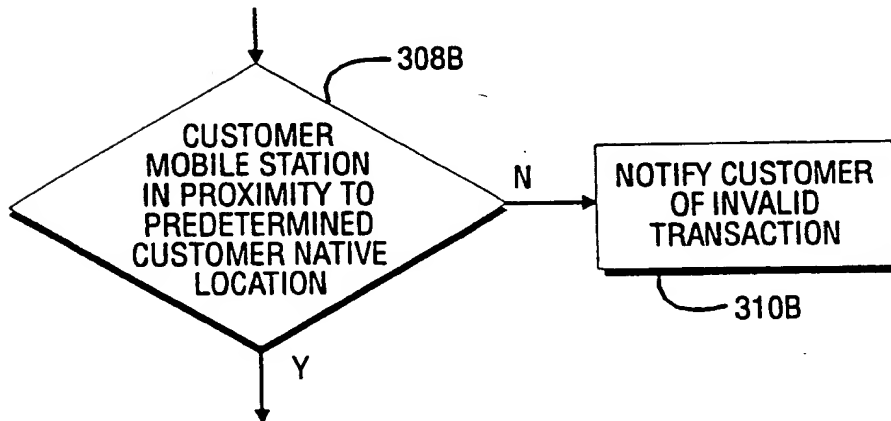 308B
CUSTOMER
MOBILE STATION
IN PROXIMITY TO
PREDETERMINED
CUSTOMER NATIVE
LOCATION
N
NOTIFY CUSTOMER
OF INVALID
TRANSACTION
310B
Y